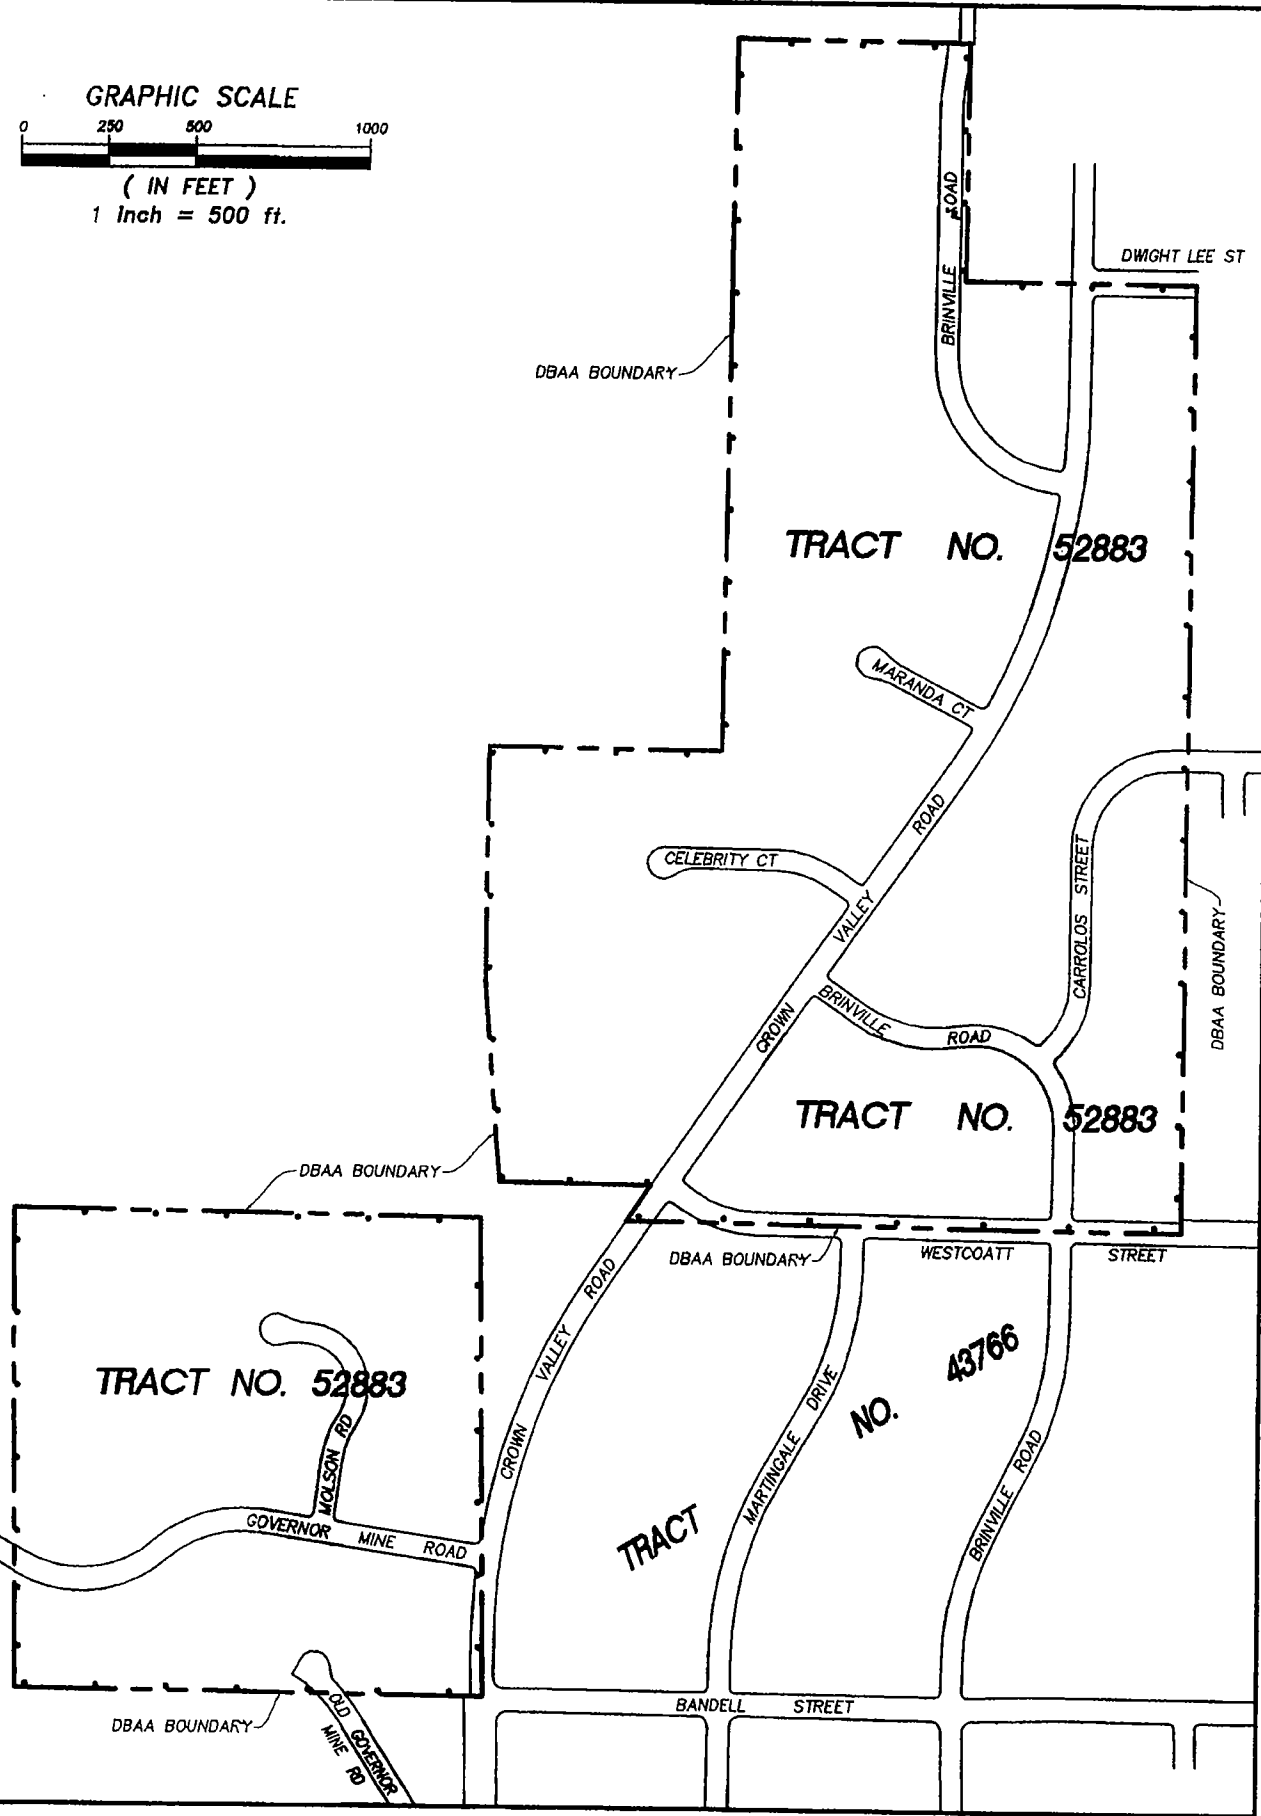 GRAPHIC SCALE
0 250 500 1000
( IN FEET )
1 Inch = 500 ft.
BRINVILLE ROAD
DWIGHT LEE ST
DBAA BOUNDARY
TRACT NO. 52883
MARANDA CT
CROWN VALLEY ROAD
CELEBRITY CT
CARROLOS STREET
DBAA BOUNDARY
BRINVILLE ROAD
TRACT NO. 52883
DBAA BOUNDARY
DBAA BOUNDARY
WESTCOATT STREET
CROWN VALLEY ROAD
TRACT NO. 52883
MOLSON RD
GOVERNOR MINE ROAD
TRACT NO. 43766
MARTINGALE DRIVE
BRINVILLE ROAD
BANDELL STREET
DBAA BOUNDARY
OLD GOVERNOR
MINE RD